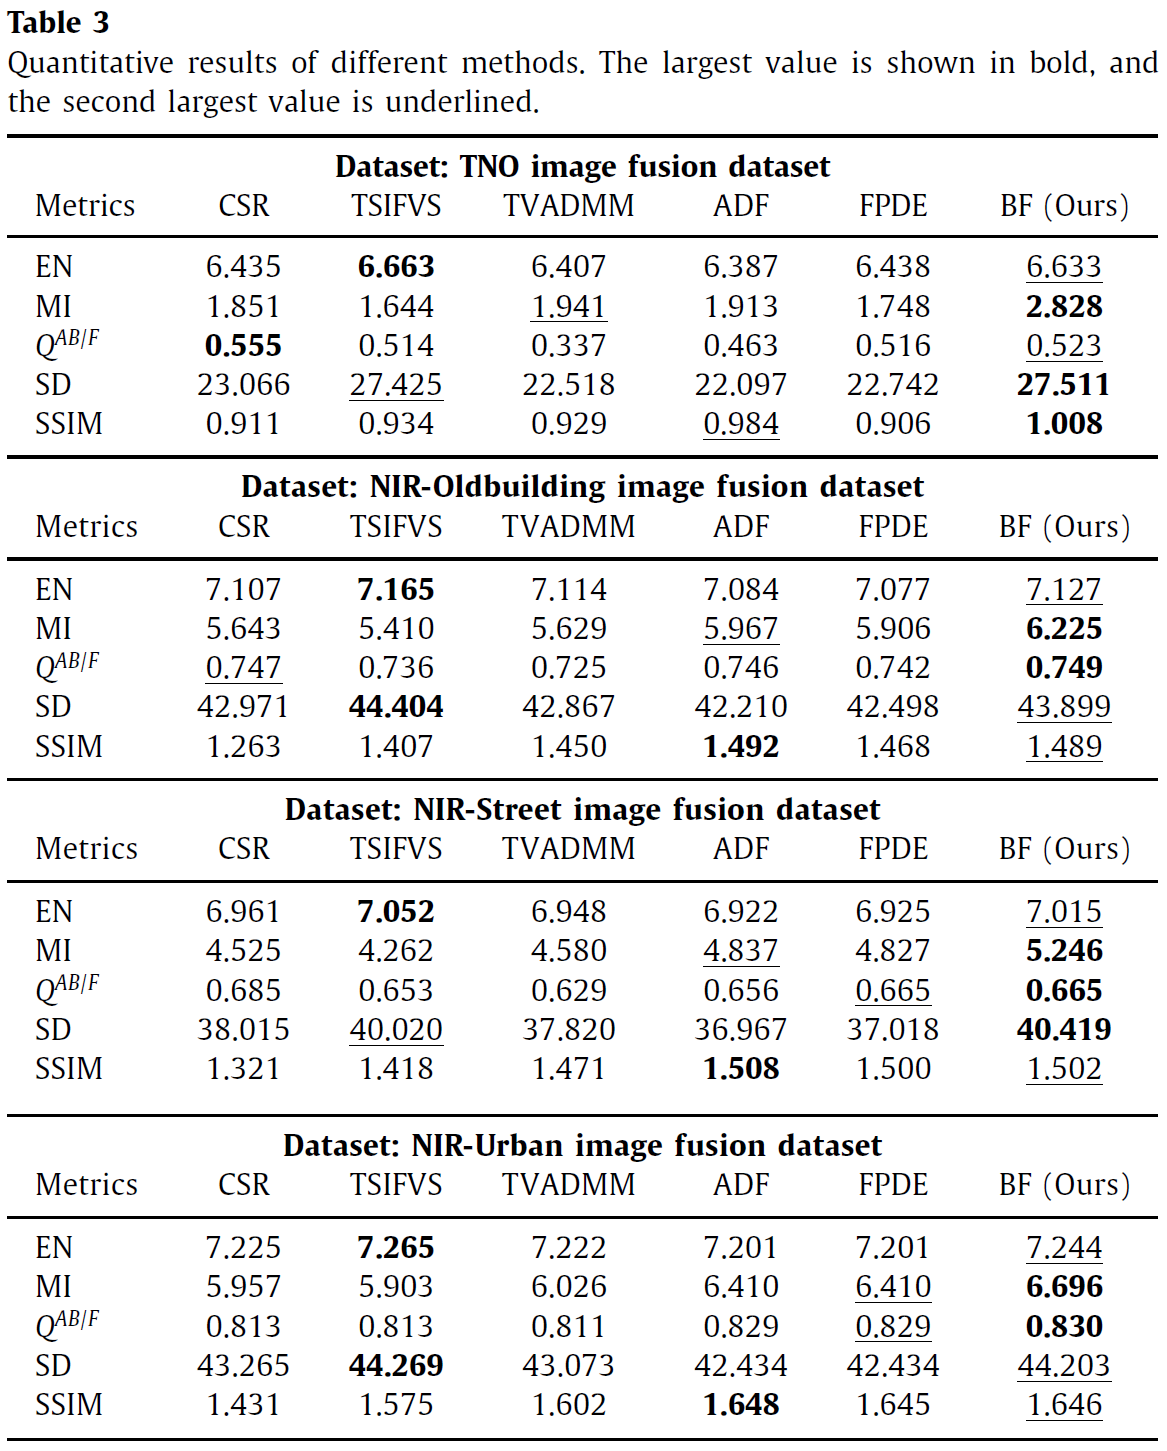 Table 3
Quantitative results of different methods. The largest value is shown in bold, and
the second largest value is underlined.
Dataset: TNO image fusion dataset
Metrics CSR TSIFVS TVADMM ADF FPDE BF (Ours)
EN 6.435 6.663 6.407 6.387 6.438 6.633
MI 1.851 1.644 1.941 1.913 1.748 2.828
Q^{AB/F} 0.555 0.514 0.337 0.463 0.516 0.523
SD 23.066 27.425 22.518 22.097 22.742 27.511
SSIM 0.911 0.934 0.929 0.984 0.906 1.008
Dataset: NIR-Oldbuilding image fusion dataset
Metrics CSR TSIFVS TVADMM ADF FPDE BF (Ours)
EN 7.107 7.165 7.114 7.084 7.077 7.127
MI 5.643 5.410 5.629 5.967 5.906 6.225
Q^{AB/F} 0.747 0.736 0.725 0.746 0.742 0.749
SD 42.971 44.404 42.867 42.210 42.498 43.899
SSIM 1.263 1.407 1.450 1.492 1.468 1.489
Dataset: NIR-Street image fusion dataset
Metrics CSR TSIFVS TVADMM ADF FPDE BF (Ours)
EN 6.961 7.052 6.948 6.922 6.925 7.015
MI 4.525 4.262 4.580 4.837 4.827 5.246
Q^{AB/F} 0.685 0.653 0.629 0.656 0.665 0.665
SD 38.015 40.020 37.820 36.967 37.018 40.419
SSIM 1.321 1.418 1.471 1.508 1.500 1.502
Dataset: NIR-Urban image fusion dataset
Metrics CSR TSIFVS TVADMM ADF FPDE BF (Ours)
EN 7.225 7.265 7.222 7.201 7.201 7.244
MI 5.957 5.903 6.026 6.410 6.410 6.696
Q^{AB/F} 0.813 0.813 0.811 0.829 0.829 0.830
SD 43.265 44.269 43.073 42.434 42.434 44.203
SSIM 1.431 1.575 1.602 1.648 1.645 1.646